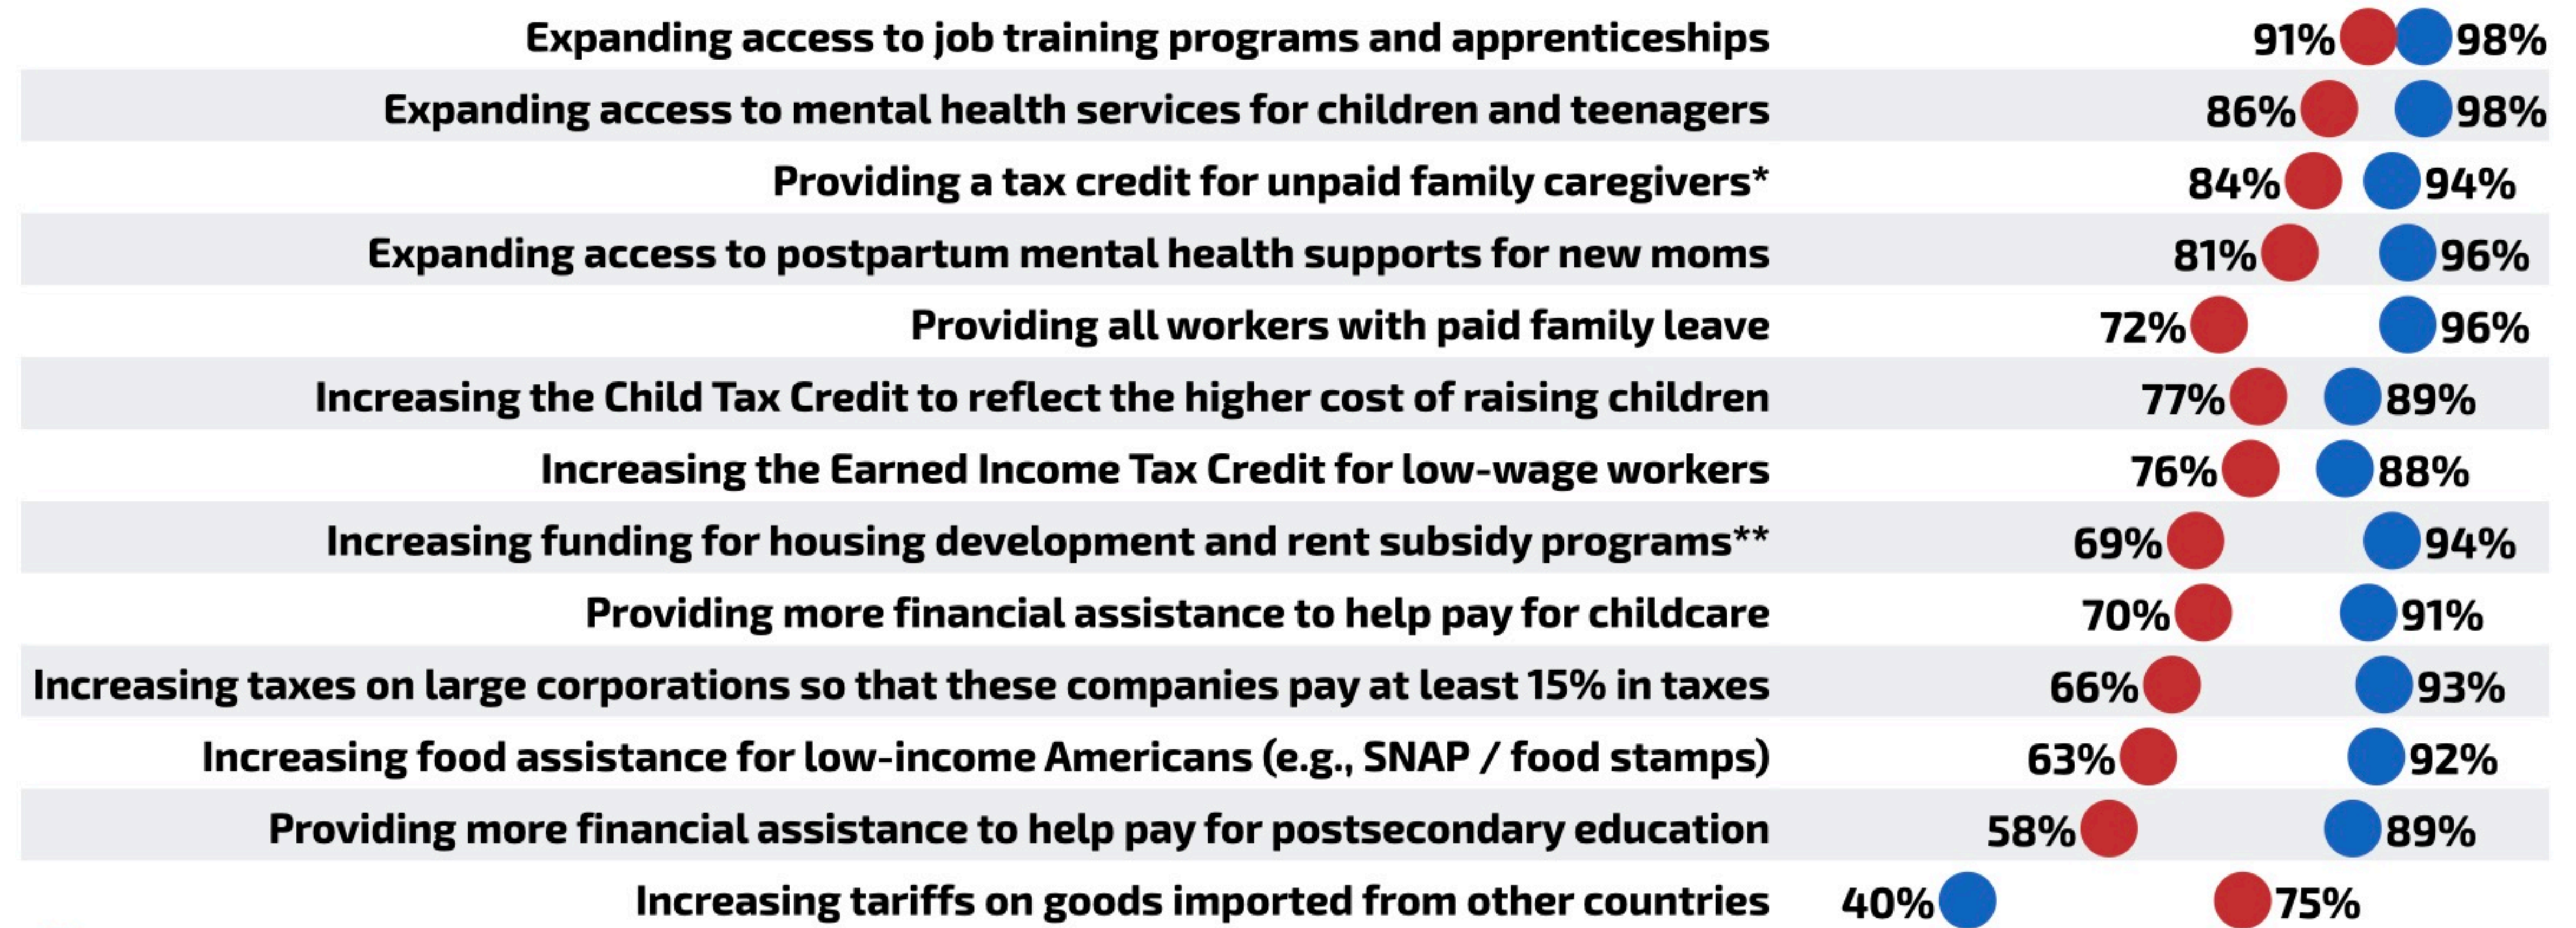 Expanding access to job training programs and apprenticeships 91% 98%
Expanding access to mental health services for children and teenagers 86% 98%
Providing a tax credit for unpaid family caregivers* 84% 94%
Expanding access to postpartum mental health supports for new moms 81% 96%
Providing all workers with paid family leave 72% 96%
Increasing the Child Tax Credit to reflect the higher cost of raising children 77% 89%
Increasing the Earned Income Tax Credit for low-wage workers 76% 88%
Increasing funding for housing development and rent subsidy programs** 69% 94%
Providing more financial assistance to help pay for childcare 70% 91%
Increasing taxes on large corporations so that these companies pay at least 15% in taxes 66% 93%
Increasing food assistance for low-income Americans (e.g., SNAP / food stamps) 63% 92%
Providing more financial assistance to help pay for postsecondary education 58% 89%
Increasing tariffs on goods imported from other countries 40% 75%